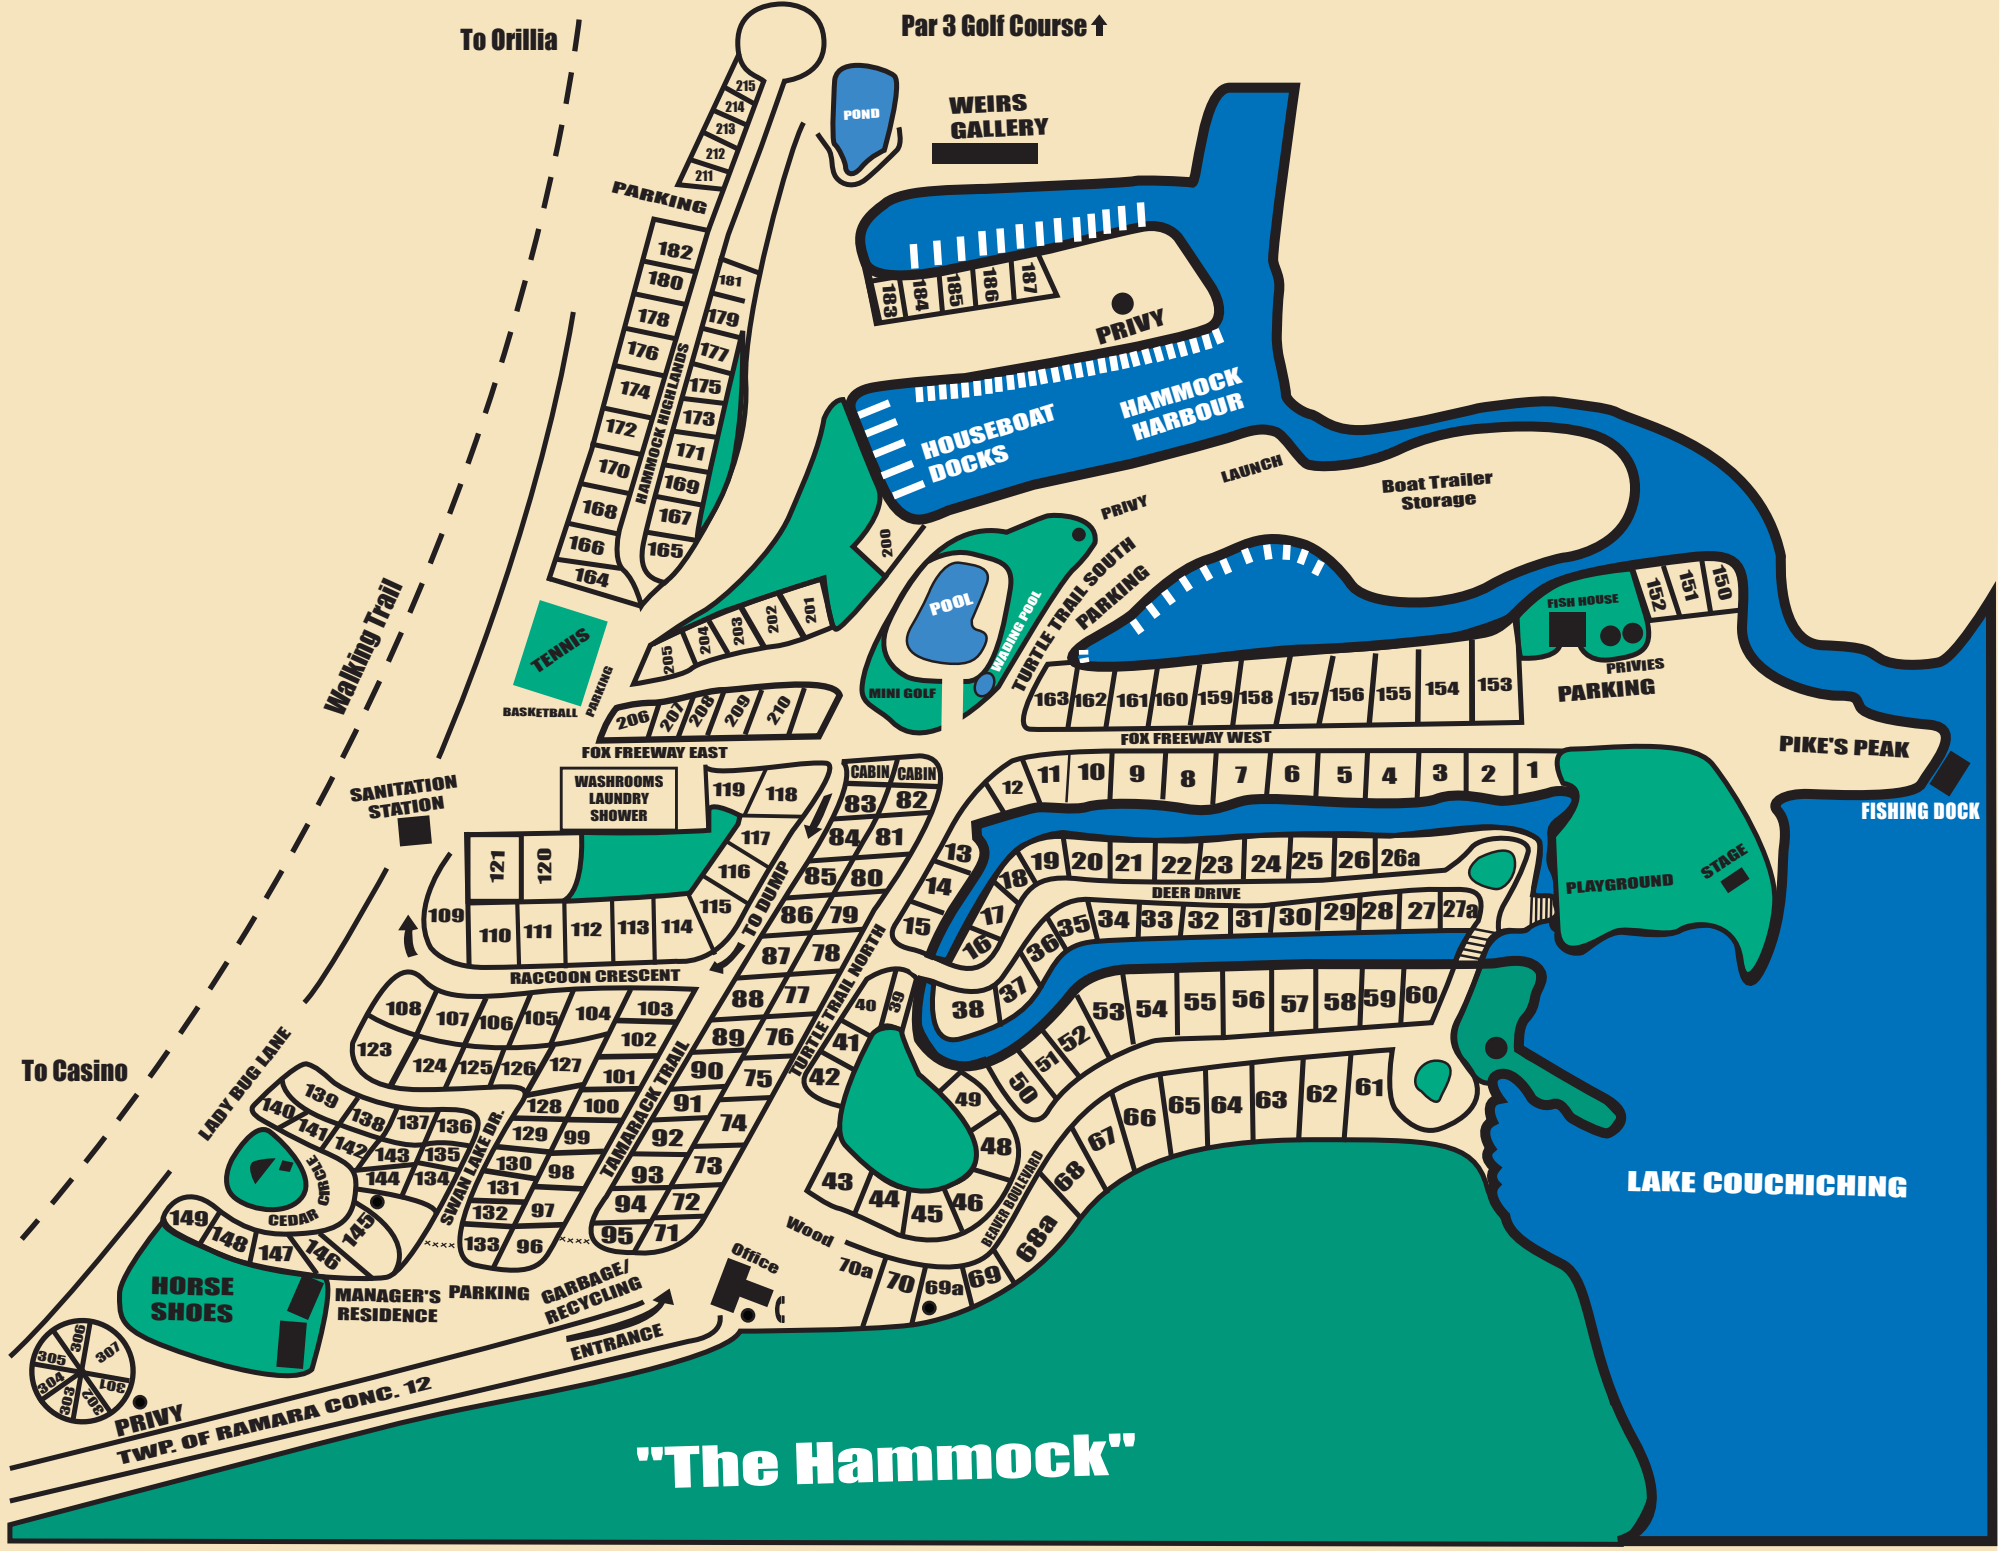 To Orillia
Par 3 Golf Course
215
214
213
212
211
POND
WEIRS
GALLERY
PARKING
182
180
178
176
174
172
170
168
166
164
HAMMOCK HIGHLANDS
181
179
177
175
173
171
169
167
165
183
184
185
186
187
PRIVY
HOUSEBOAT
DOCKS
HAMMOCK
HARBOUR
LAUNCH
Boat Trailer
Storage
PRIVY
200
201
202
203
204
205
POOL
WADING POOL
MINI GOLF
TURTLE TRAIL SOUTH
PARKING
FISH HOUSE
PRIVIES
152
151
150
PARKING
163
162
161
160
159
158
157
156
155
154
153
FOX FREEWAY WEST
PIKE'S PEAK
FISHING DOCK
Walking Trail
TENNIS
BASKETBALL
PARKING
206
207
208
209
210
FOX FREEWAY EAST
SANITATION
STATION
WASHROOMS
LAUNDRY
SHOWER
119
118
117
116
115
114
113
112
111
110
109
121
120
RACCOON CRESCENT
TO DUMP
CABIN
CABIN
83
82
84
81
85
80
86
79
87
78
88
77
89
76
90
75
91
74
92
73
93
72
94
71
95
TURTLE TRAIL NORTH
TAMARACK TRAIL
12
11
10
9
8
7
6
5
4
3
2
1
13
14
15
16
17
18
19
20
21
22
23
24
25
26
26a
DEER DRIVE
38
37
36
35
34
33
32
31
30
29
28
27
27a
PLAYGROUND
STAGE
40
39
41
42
43
44
45
46
48
49
50
51
52
53
54
55
56
57
58
59
60
61
62
63
64
65
66
67
68
68a
69
69a
70
70a
BEAVER BOULEVARD
Wood
Office
LAKE COUCHICHING
To Casino
LADY BUG LANE
108
107
106
105
104
103
102
101
123
124
125
126
127
128
100
129
99
130
98
131
132
97
133
96
SWAN LAKE DR.
139
138
137
136
140
141
142
143
135
144
134
145
146
147
148
149
CEDAR
CIRCLE
HORSE
SHOES
MANAGER'S
RESIDENCE
PARKING
GARBAGE/
RECYCLING
ENTRANCE
306
307
305
304
303
302
301
PRIVY
TWP. OF RAMARA CONC. 12
"The Hammock"